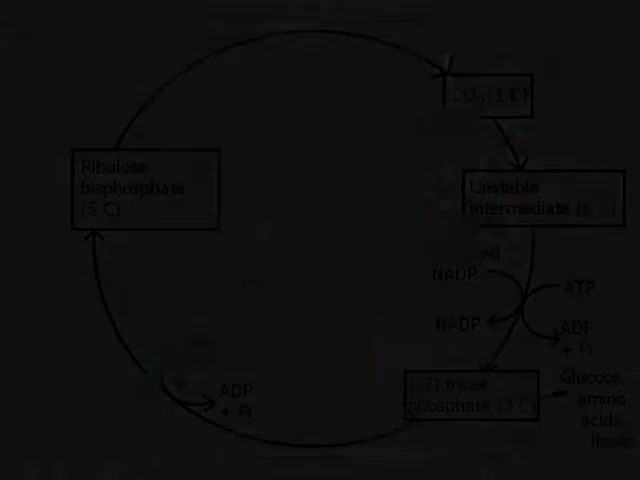 CO₂ (1 C)
Ribulose
bisphosphate
(5 C)
Unstable
intermediate
ed
NADP
ATP
NADP
ADP
+ Pi
triose
phosphate (3 C)
Glucose,
amino
acids,
ADP
+ Pi